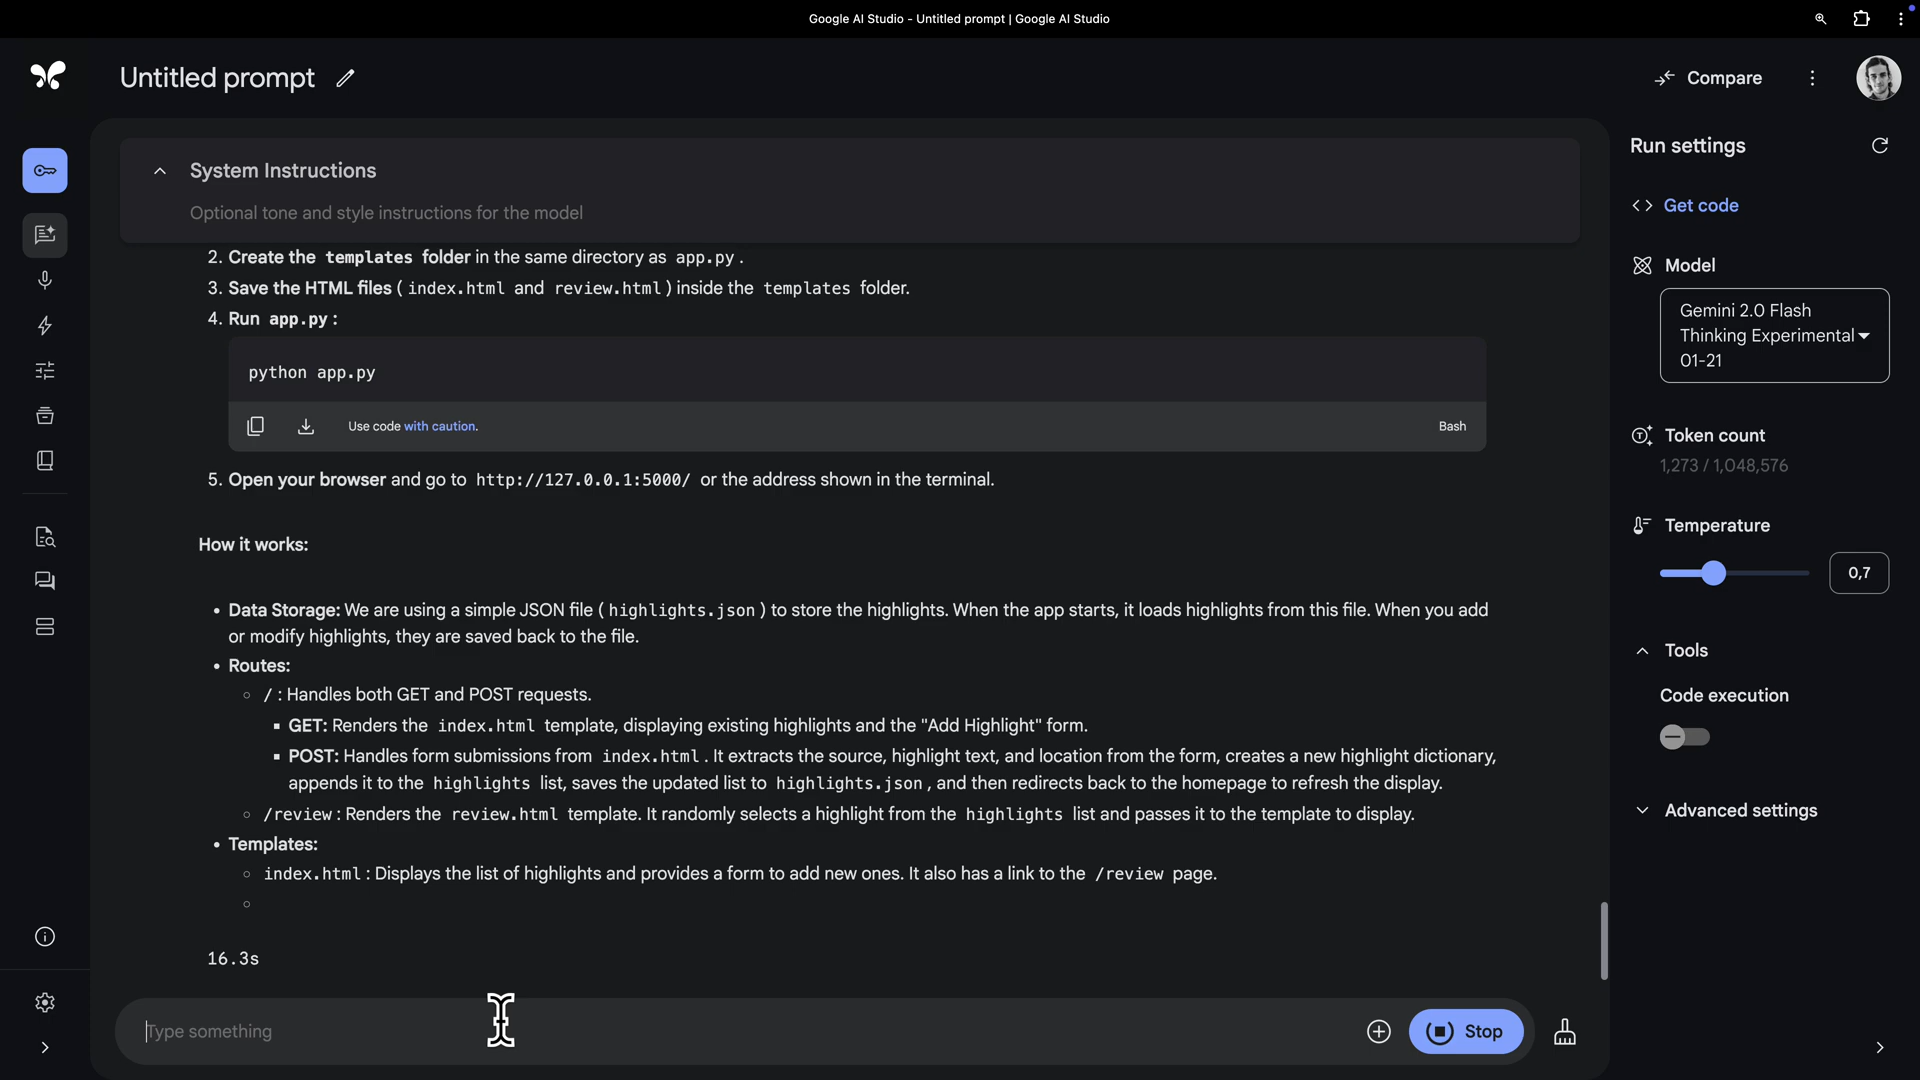 Google AI Studio - Untitled prompt | Google AI Studio
Untitled prompt
Compare
System Instructions
Optional tone and style instructions for the model
2. Create the templates folder in the same directory as app.py.
3. Save the HTML files (index.html and review.html) inside the templates folder.
4. Run app.py:
python app.py
Use code with caution.
Bash
5. Open your browser and go to http://127.0.0.1:5000/ or the address shown in the terminal.
How it works:
• Data Storage: We are using a simple JSON file (highlights.json) to store the highlights. When the app starts, it loads highlights from this file. When you add
or modify highlights, they are saved back to the file.
• Routes:
◦ /: Handles both GET and POST requests.
▪ GET: Renders the index.html template, displaying existing highlights and the "Add Highlight" form.
▪ POST: Handles form submissions from index.html. It extracts the source, highlight text, and location from the form, creates a new highlight dictionary,
appends it to the highlights list, saves the updated list to highlights.json, and then redirects back to the homepage to refresh the display.
◦ /review: Renders the review.html template. It randomly selects a highlight from the highlights list and passes it to the template to display.
• Templates:
◦ index.html: Displays the list of highlights and provides a form to add new ones. It also has a link to the /review page.
◦
16.3s
Type something
Stop
Run settings
Get code
Model
Gemini 2.0 Flash
Thinking Experimental
01-21
Token count
1,273 / 1,048,576
Temperature
0,7
Tools
Code execution
Advanced settings